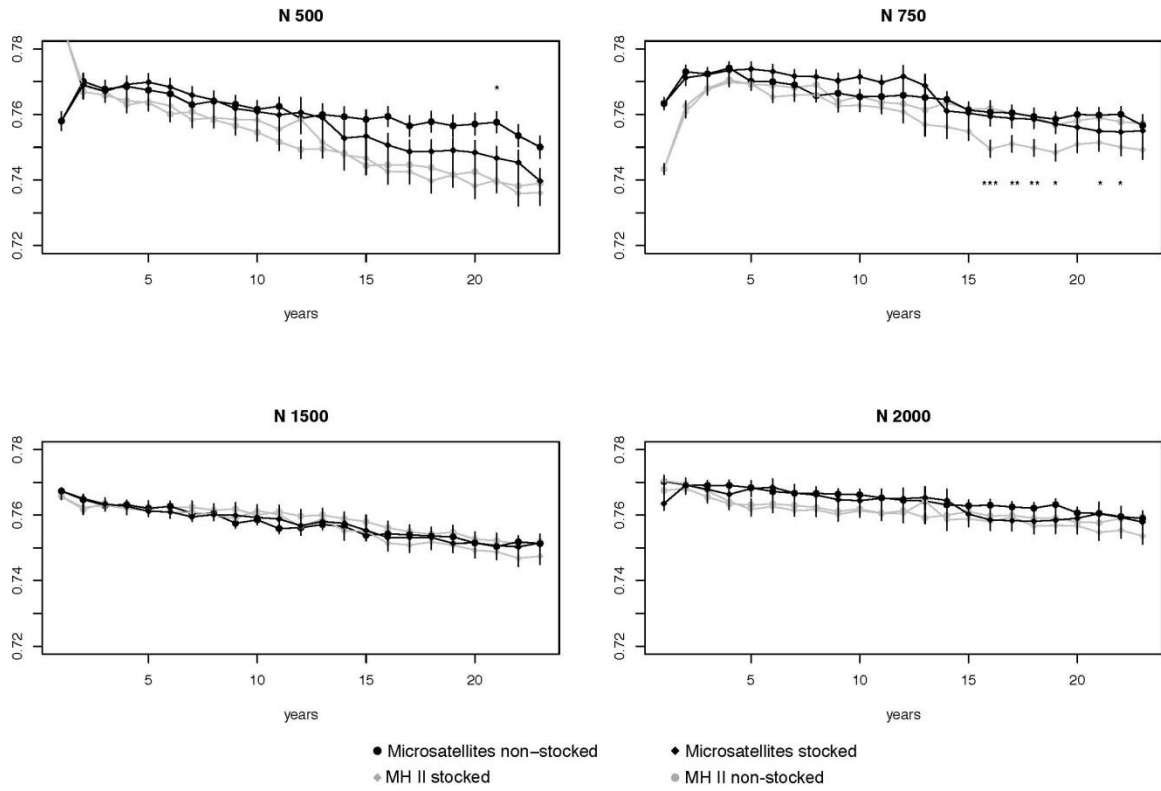 N 500
N 750
0.78
0.76
0.74
0.72
5 10 15 20
years
*
0.78
0.76
0.74
0.72
5 10 15 20
years
*** ** ** * * *
N 1500
N 2000
0.78
0.76
0.74
0.72
5 10 15 20
years
0.78
0.76
0.74
0.72
5 10 15 20
years
Microsatellites non−stocked
Microsatellites stocked
MH II stocked
MH II non-stocked